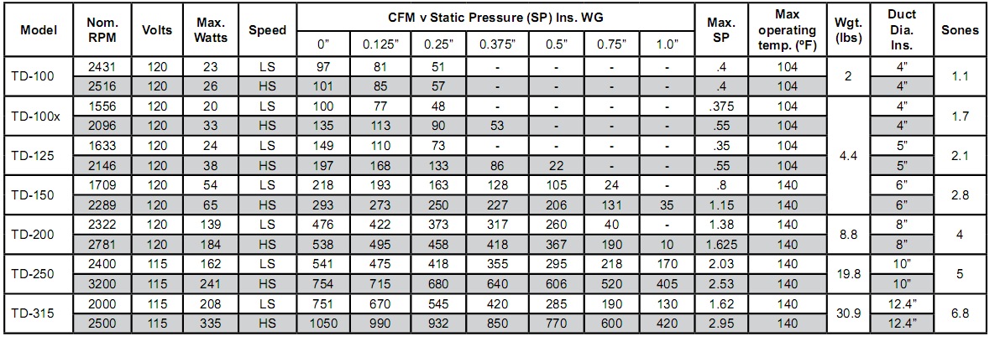 Model Nom. RPM Volts Max. Watts Speed CFM v Static Pressure (SP) Ins. WG Max. SP Max operating temp. (ºF) Wgt. (lbs) Duct Dia. Ins. Sones
0" 0.125" 0.25" 0.375" 0.5" 0.75" 1.0"
TD-100 2431 120 23 LS 97 81 51 - - - - .4 104 2 4" 1.1
2516 120 26 HS 101 85 57 - - - - .4 104 4"
TD-100x 1556 120 20 LS 100 77 48 - - - - .375 104 4.4 4" 1.7
2096 120 33 HS 135 113 90 53 - - - .55 104 4"
TD-125 1633 120 24 LS 149 110 73 - - - - .35 104 5" 2.1
2146 120 38 HS 197 168 133 86 22 - - .55 104 5"
TD-150 1709 120 54 LS 218 193 163 128 105 24 - .8 140 6" 2.8
2289 120 65 HS 293 273 250 227 206 131 35 1.15 140 6"
TD-200 2322 120 139 LS 476 422 373 317 260 40 - 1.38 140 8.8 8" 4
2781 120 184 HS 538 495 458 418 367 190 10 1.625 140 8"
TD-250 2400 115 162 LS 541 475 418 355 295 218 170 2.03 140 19.8 10" 5
3200 115 241 HS 754 715 680 640 606 520 405 2.53 140 10"
TD-315 2000 115 208 LS 751 670 545 420 285 190 130 1.62 140 30.9 12.4" 6.8
2500 115 335 HS 1050 990 932 850 770 600 420 2.95 140 12.4"